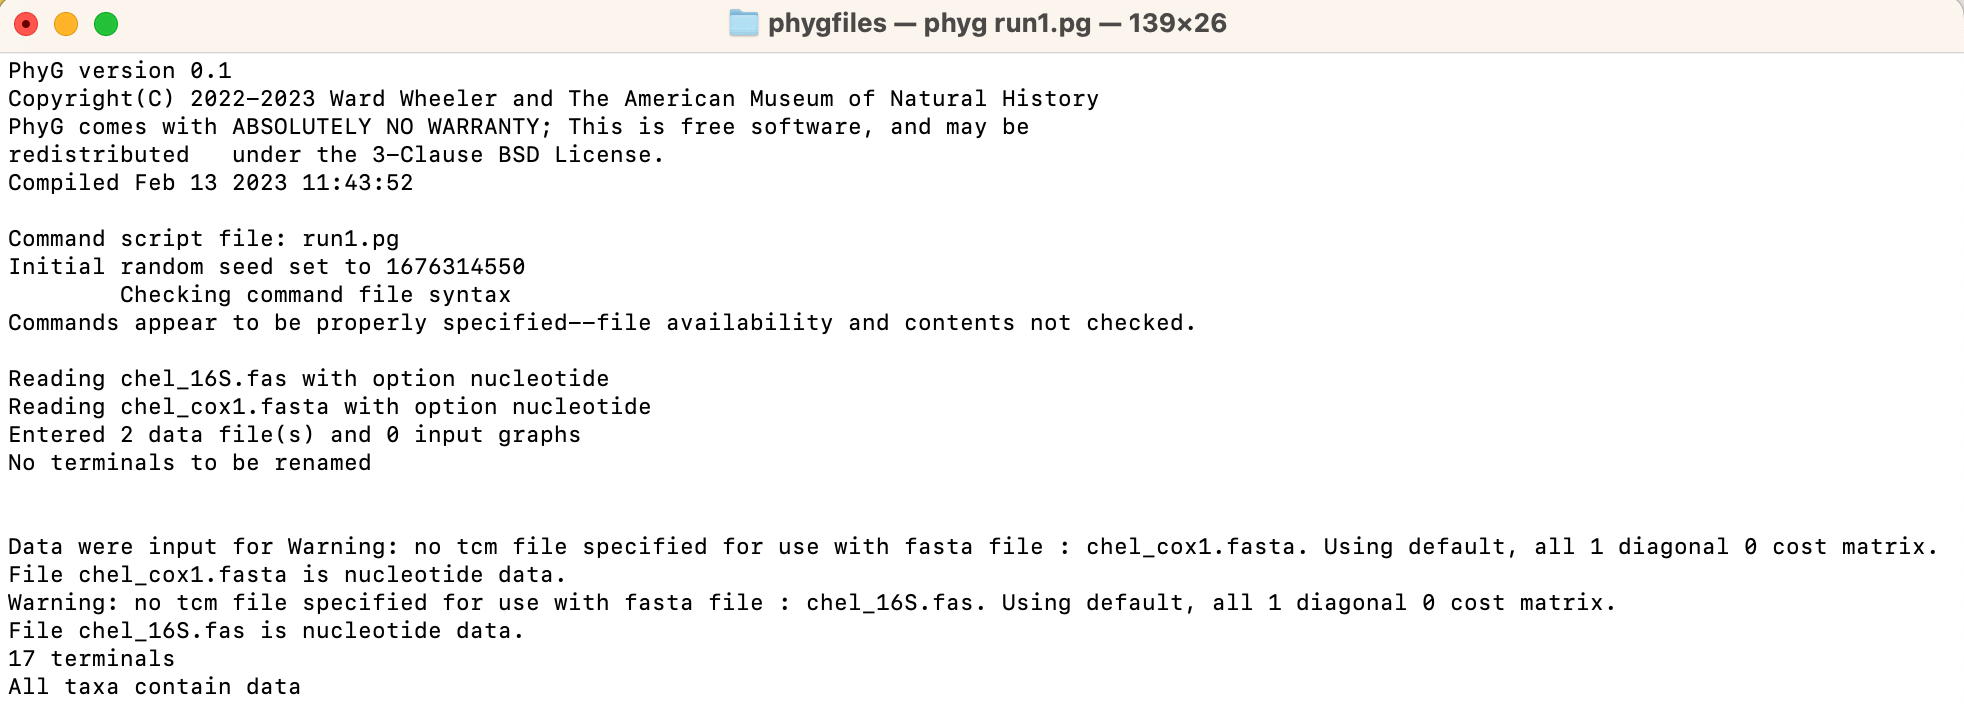 phygfiles — phyg run1.pg — 139×26
PhyG version 0.1
Copyright(C) 2022-2023 Ward Wheeler and The American Museum of Natural History
PhyG comes with ABSOLUTELY NO WARRANTY; This is free software, and may be
redistributed   under the 3-Clause BSD License.
Compiled Feb 13 2023 11:43:52
Command script file: run1.pg
Initial random seed set to 1676314550
        Checking command file syntax
Commands appear to be properly specified--file availability and contents not checked.
Reading chel_16S.fas with option nucleotide
Reading chel_cox1.fasta with option nucleotide
Entered 2 data file(s) and 0 input graphs
No terminals to be renamed
Data were input for Warning: no tcm file specified for use with fasta file : chel_cox1.fasta. Using default, all 1 diagonal 0 cost matrix.
File chel_cox1.fasta is nucleotide data.
Warning: no tcm file specified for use with fasta file : chel_16S.fas. Using default, all 1 diagonal 0 cost matrix.
File chel_16S.fas is nucleotide data.
17 terminals
All taxa contain data